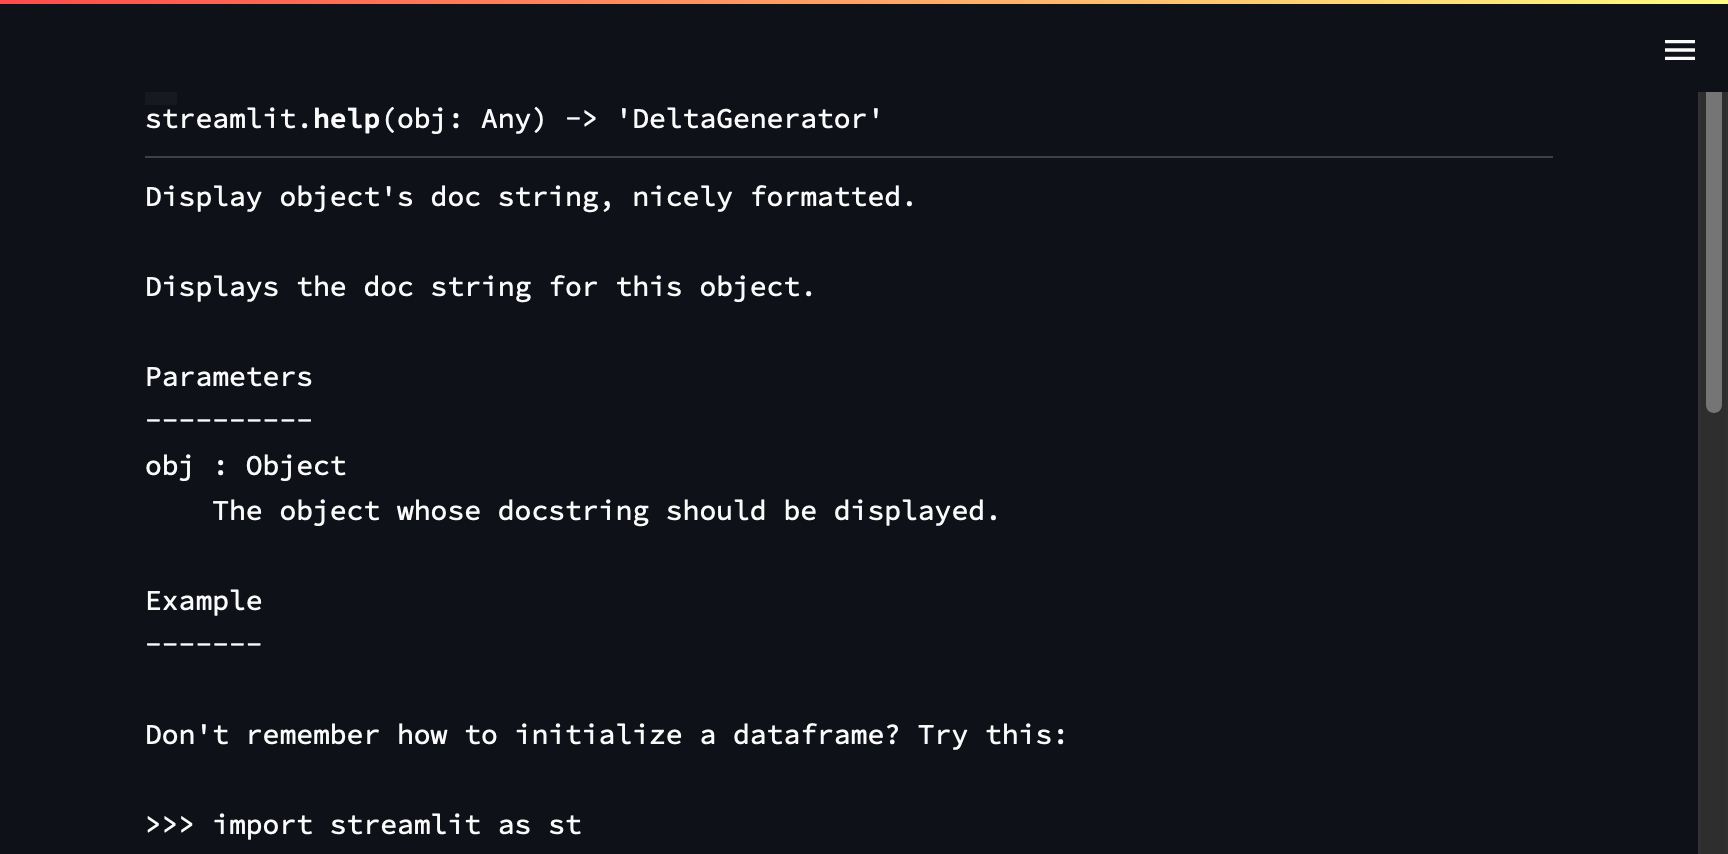 streamlit.help(obj: Any) -> 'DeltaGenerator'
Display object's doc string, nicely formatted.
Displays the doc string for this object.
Parameters
----------
obj : Object
    The object whose docstring should be displayed.
Example
-------
Don't remember how to initialize a dataframe? Try this:
>>> import streamlit as st